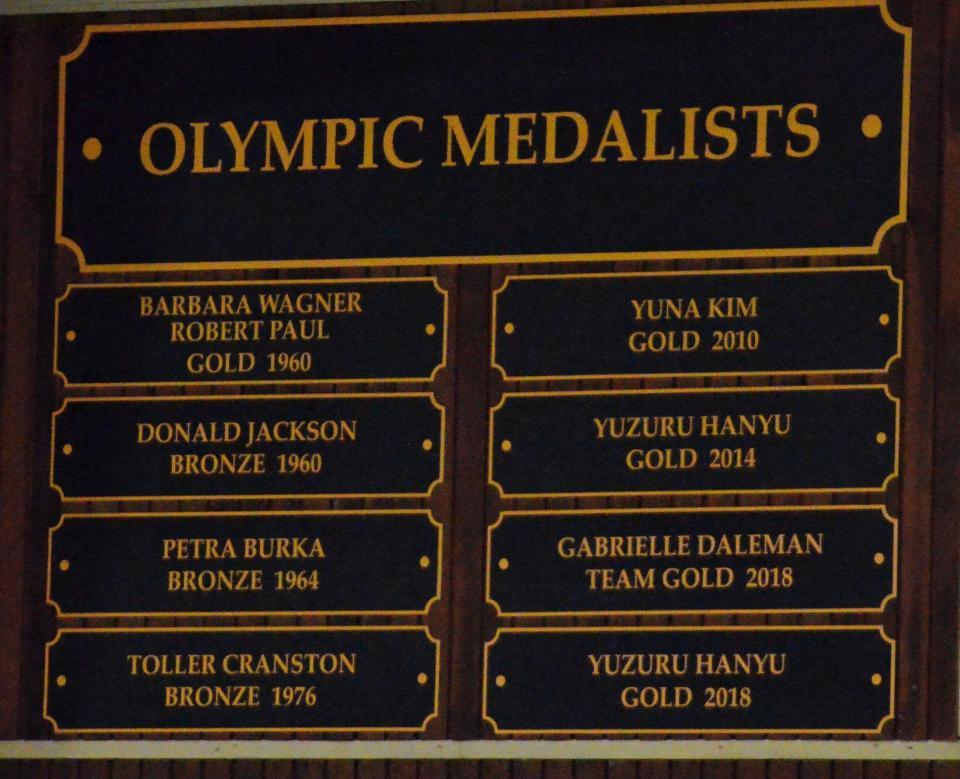 OLYMPIC MEDALISTS
BARBARA WAGNER
ROBERT PAUL
GOLD 1960
DONALD JACKSON
BRONZE 1960
PETRA BURKA
BRONZE 1964
TOLLER CRANSTON
BRONZE 1976
YUNA KIM
GOLD 2010
YUZURU HANYU
GOLD 2014
GABRIELLE DALEMAN
TEAM GOLD 2018
YUZURU HANYU
GOLD 2018